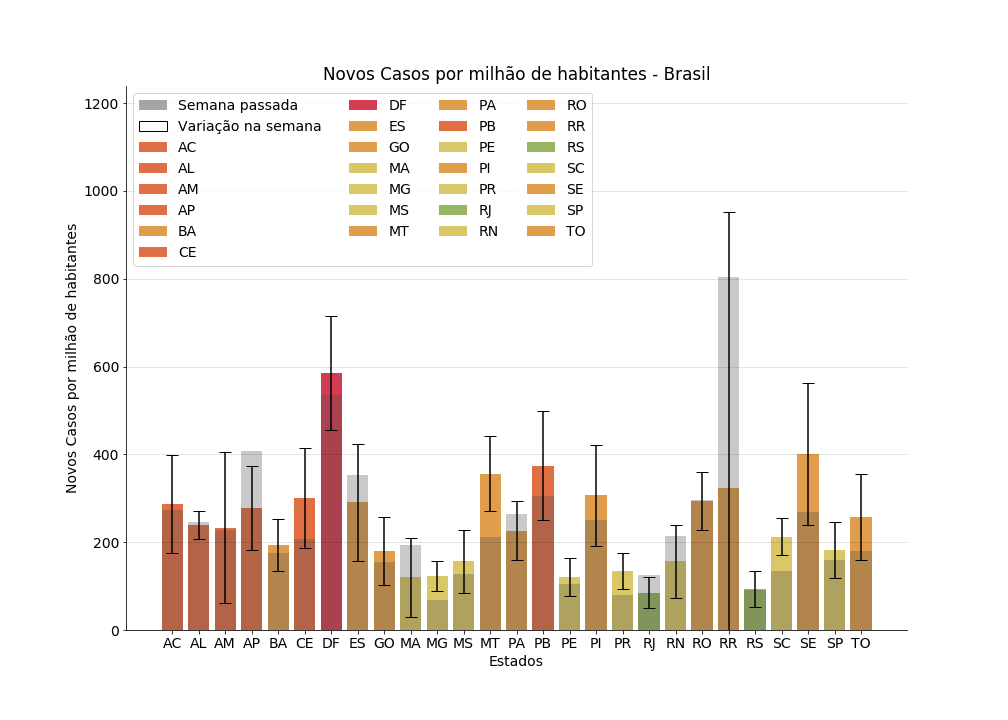 Novos Casos por milhão de habitantes - Brasil
Novos Casos por milhão de habitantes
1200
1000
800
600
400
200
0
Semana passada
Variação na semana
AC
AL
AM
AP
BA
CE
DF
ES
GO
MA
MG
MS
MT
PA
PB
PE
PI
PR
RJ
RN
RO
RR
RS
SC
SE
SP
TO
AC AL AM AP BA CE DF ES GO MA MG MS MT PA PB PE PI PR RJ RN RO RR RS SC SE SP TO
Estados